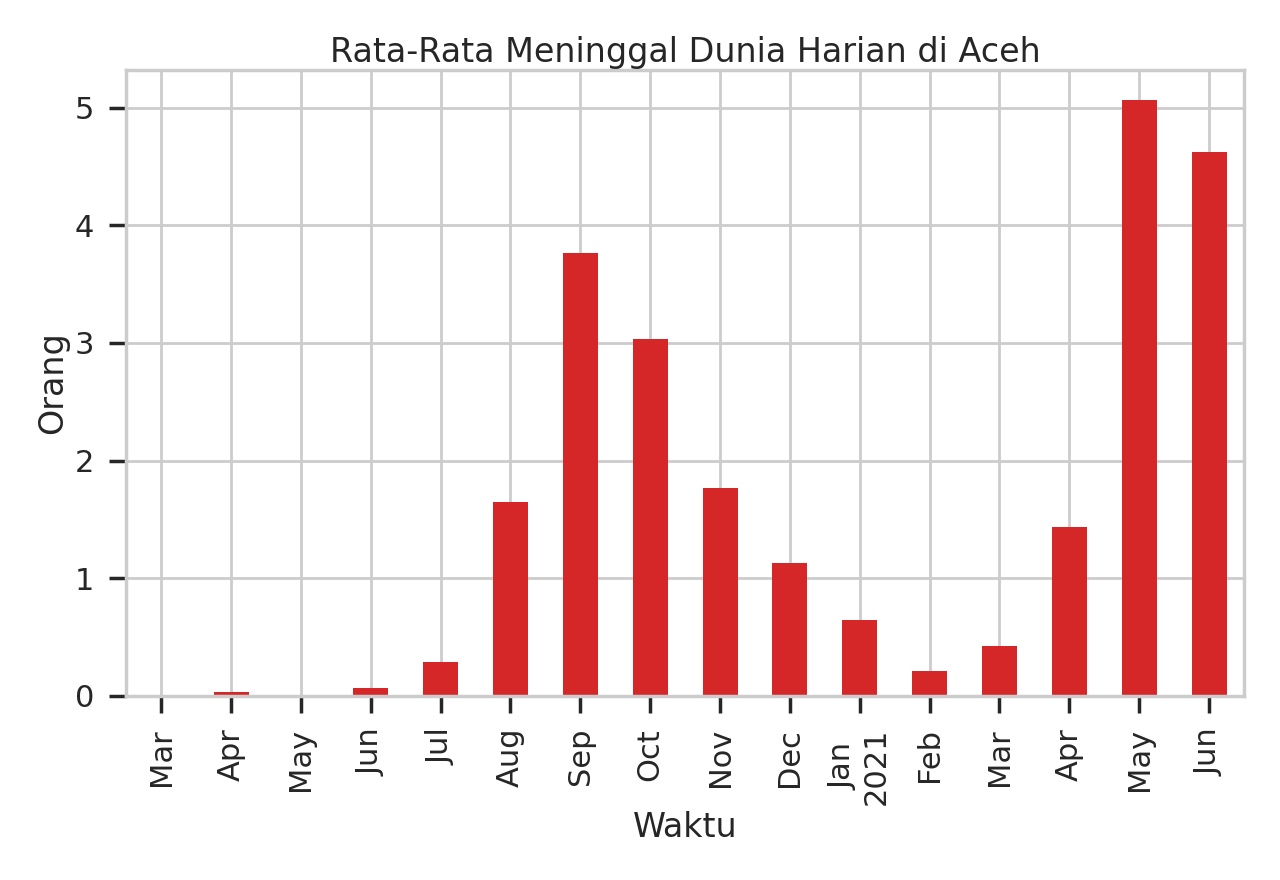 Rata-Rata Meninggal Dunia Harian di Aceh
Orang
5
4
3
2
1
0
Mar
Apr
May
Jun
Jul
Aug
Sep
Oct
Nov
Dec
Jan
2021
Feb
Mar
Apr
May
Jun
Waktu